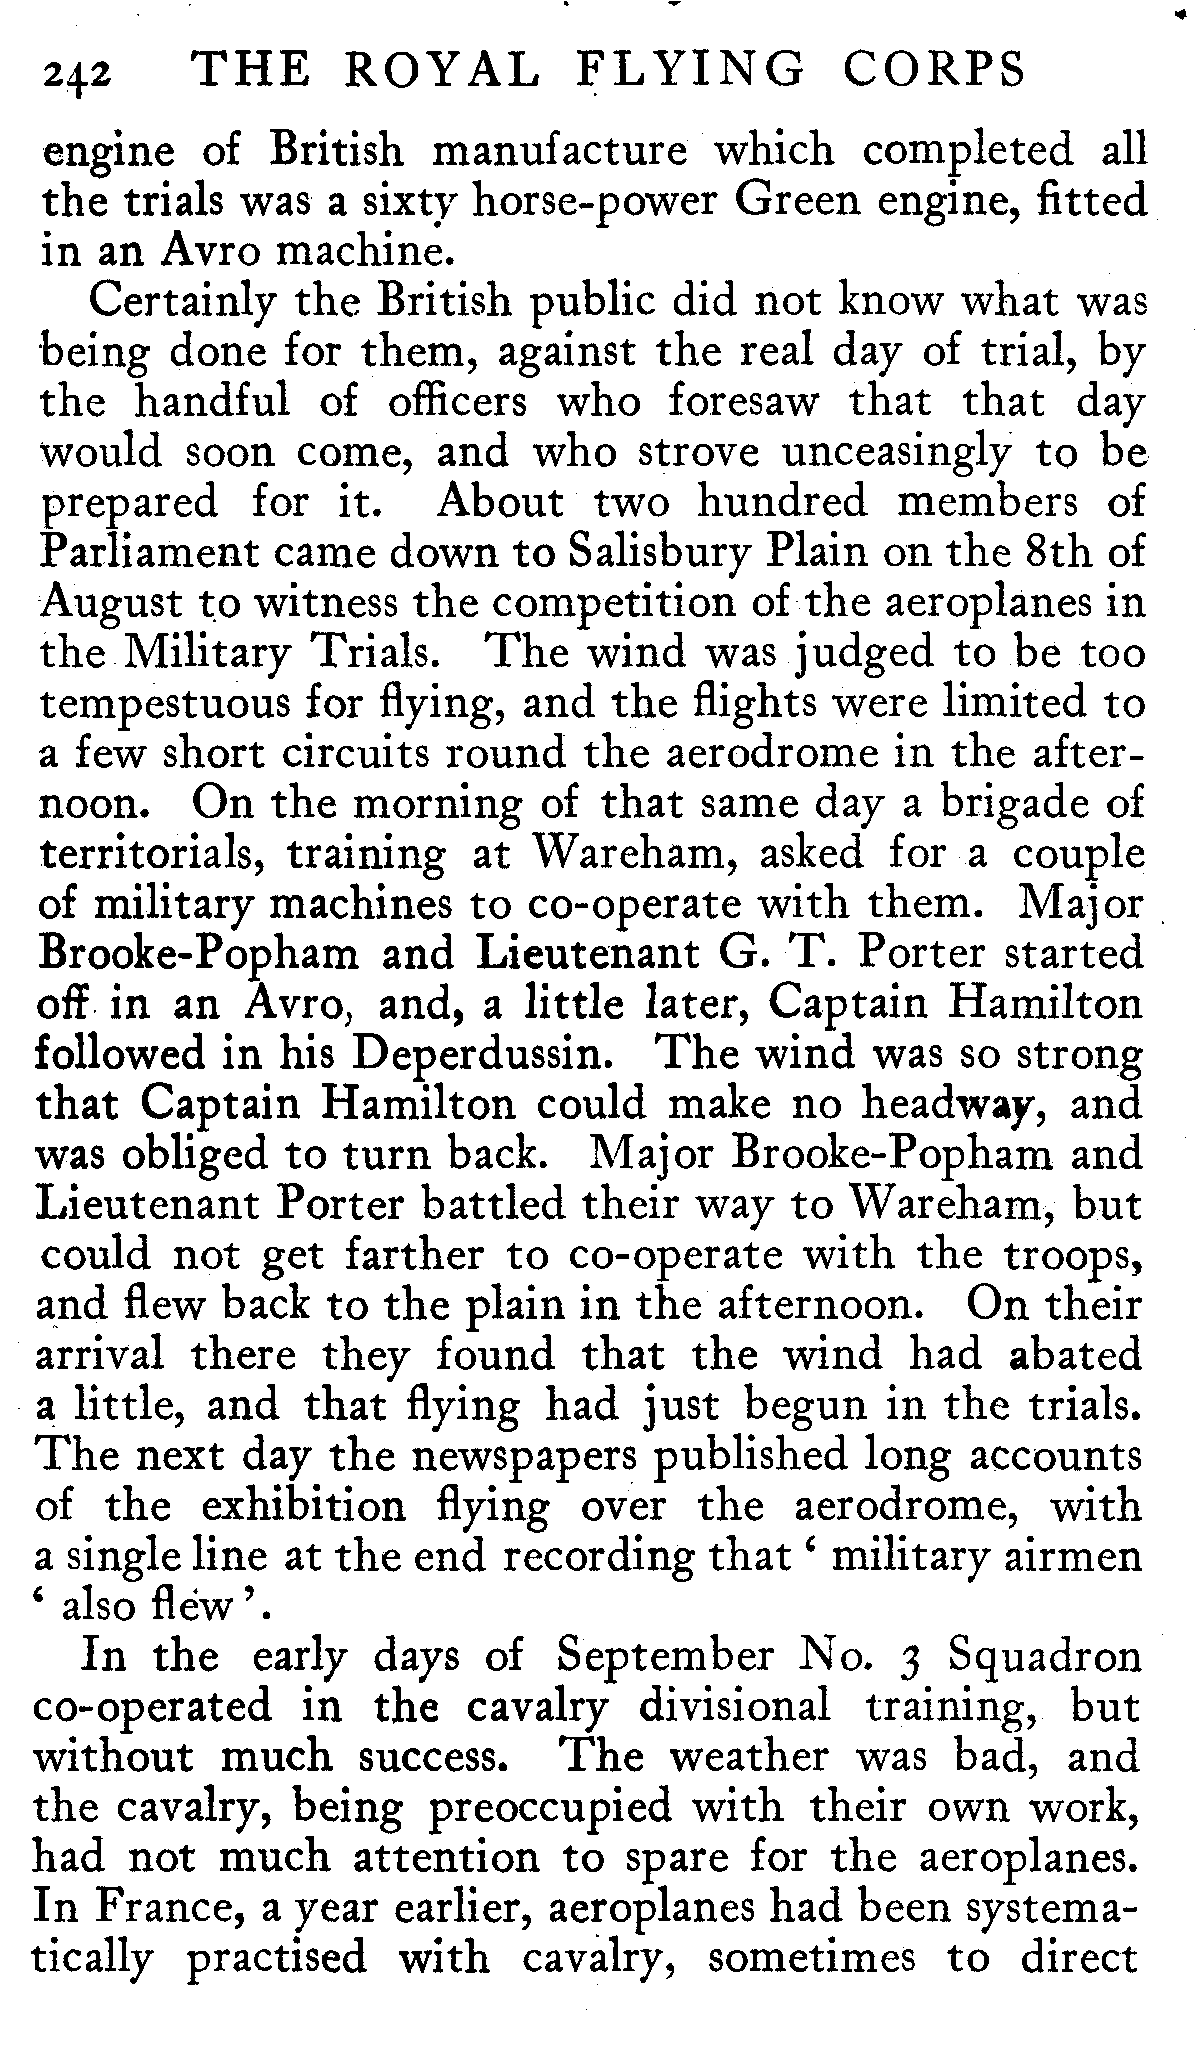 242 THE ROYAL FLYING CORPS
engine of British manufacture which completed all
the trials was a sixty horse-power Green engine, fitted
in an Avro machine.
Certainly the British public did not know what was
being done for them, against the real day of trial, by
the handful of officers who foresaw that that day
would soon come, and who strove unceasingly to be
prepared for it. About two hundred members of
Parliament came down to Salisbury Plain on the 8th of
August to witness the competition of the aeroplanes in
the Military Trials. The wind was judged to be too
tempestuous for flying, and the flights were limited to
a few short circuits round the aerodrome in the after-
noon. On the morning of that same day a brigade of
territorials, training at Wareham, asked for a couple
of military machines to co-operate with them. Major
Brooke-Popham and Lieutenant G. T. Porter started
off in an Avro, and, a little later, Captain Hamilton
followed in his Deperdussin. The wind was so strong
that Captain Hamilton could make no headway, and
was obliged to turn back. Major Brooke-Popham and
Lieutenant Porter battled their way to Wareham, but
could not get farther to co-operate with the troops,
and flew back to the plain in the afternoon. On their
arrival there they found that the wind had abated
a little, and that flying had just begun in the trials.
The next day the newspapers published long accounts
of the exhibition flying over the aerodrome, with
a single line at the end recording that ‘ military airmen
‘ also flew ’.
In the early days of September No. 3 Squadron
co-operated in the cavalry divisional training, but
without much success. The weather was bad, and
the cavalry, being preoccupied with their own work,
had not much attention to spare for the aeroplanes.
In France, a year earlier, aeroplanes had been systema-
tically practised with cavalry, sometimes to direct